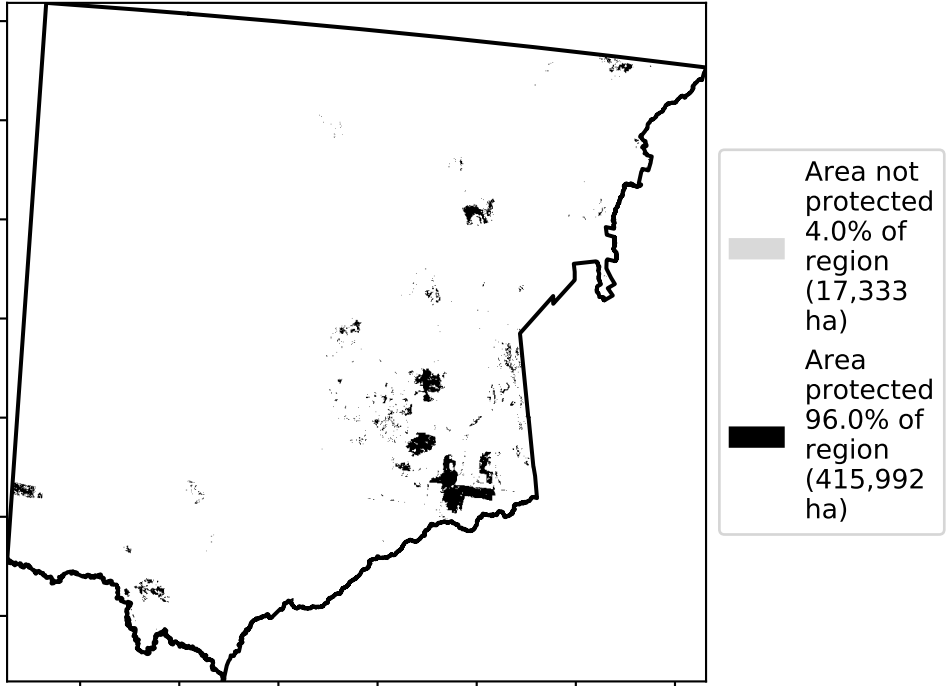 Area not
protected
4.0% of
region
(17,333
ha)
Area
protected
96.0% of
region
(415,992
ha)